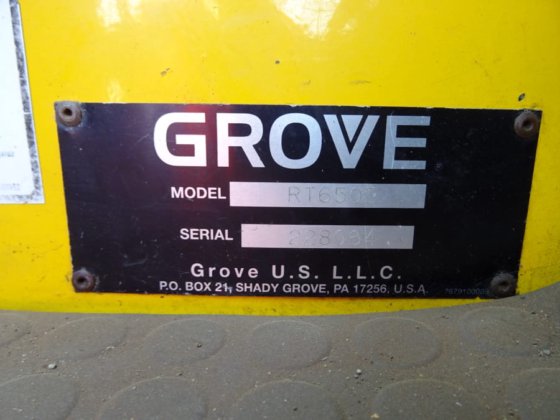 GROVE
MODEL
SERIAL
Grove U.S. L.L.C.
P.O. BOX 21, SHADY GROVE, PA 17256, U.S.A.